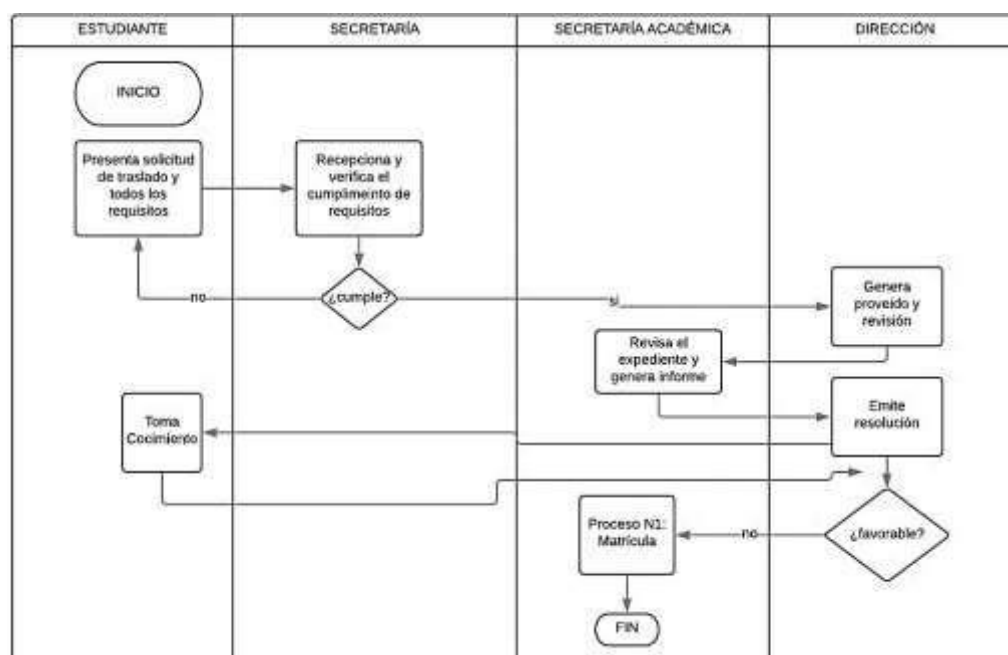 ESTUDIANTE
SECRETARÍA
SECRETARÍA ACADÉMICA
DIRECCIÓN
INICIO
Presenta solicitud
de traslado y
todos los
requisitos
Recepciona y
verifica el
cumplimeinto de
requisitos
no
¿cumple?
si
Genera
proveido y
revisión
Revisa el
expediente y
genera informe
Toma
Cocimiento
Emite
resolución
Proceso N1:
Matrícula
no
¿favorable?
FIN